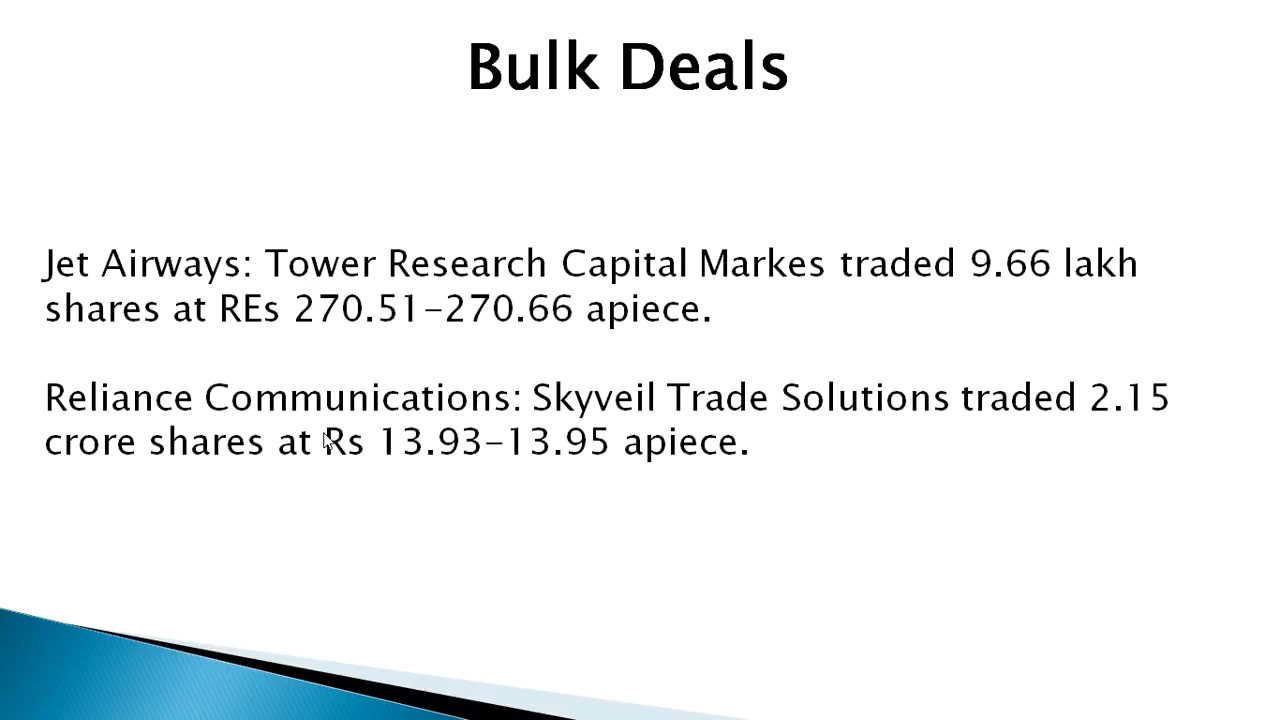 Bulk Deals
Jet Airways: Tower Research Capital Markes traded 9.66 lakh
shares at REs 270.51-270.66 apiece.
Reliance Communications: Skyveil Trade Solutions traded 2.15
crore shares at Rs 13.93-13.95 apiece.